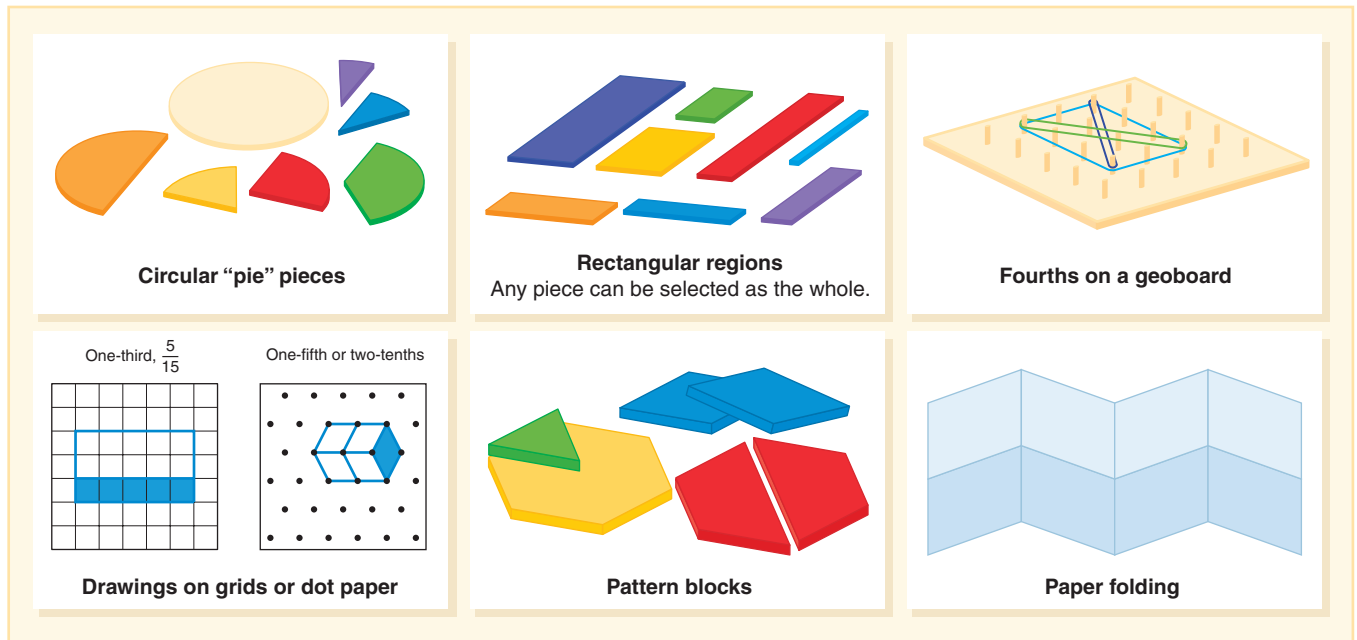 Circular “pie” pieces
Rectangular regions
Any piece can be selected as the whole.
Fourths on a geoboard
One-third, 5/15
One-fifth or two-tenths
Drawings on grids or dot paper
Pattern blocks
Paper folding